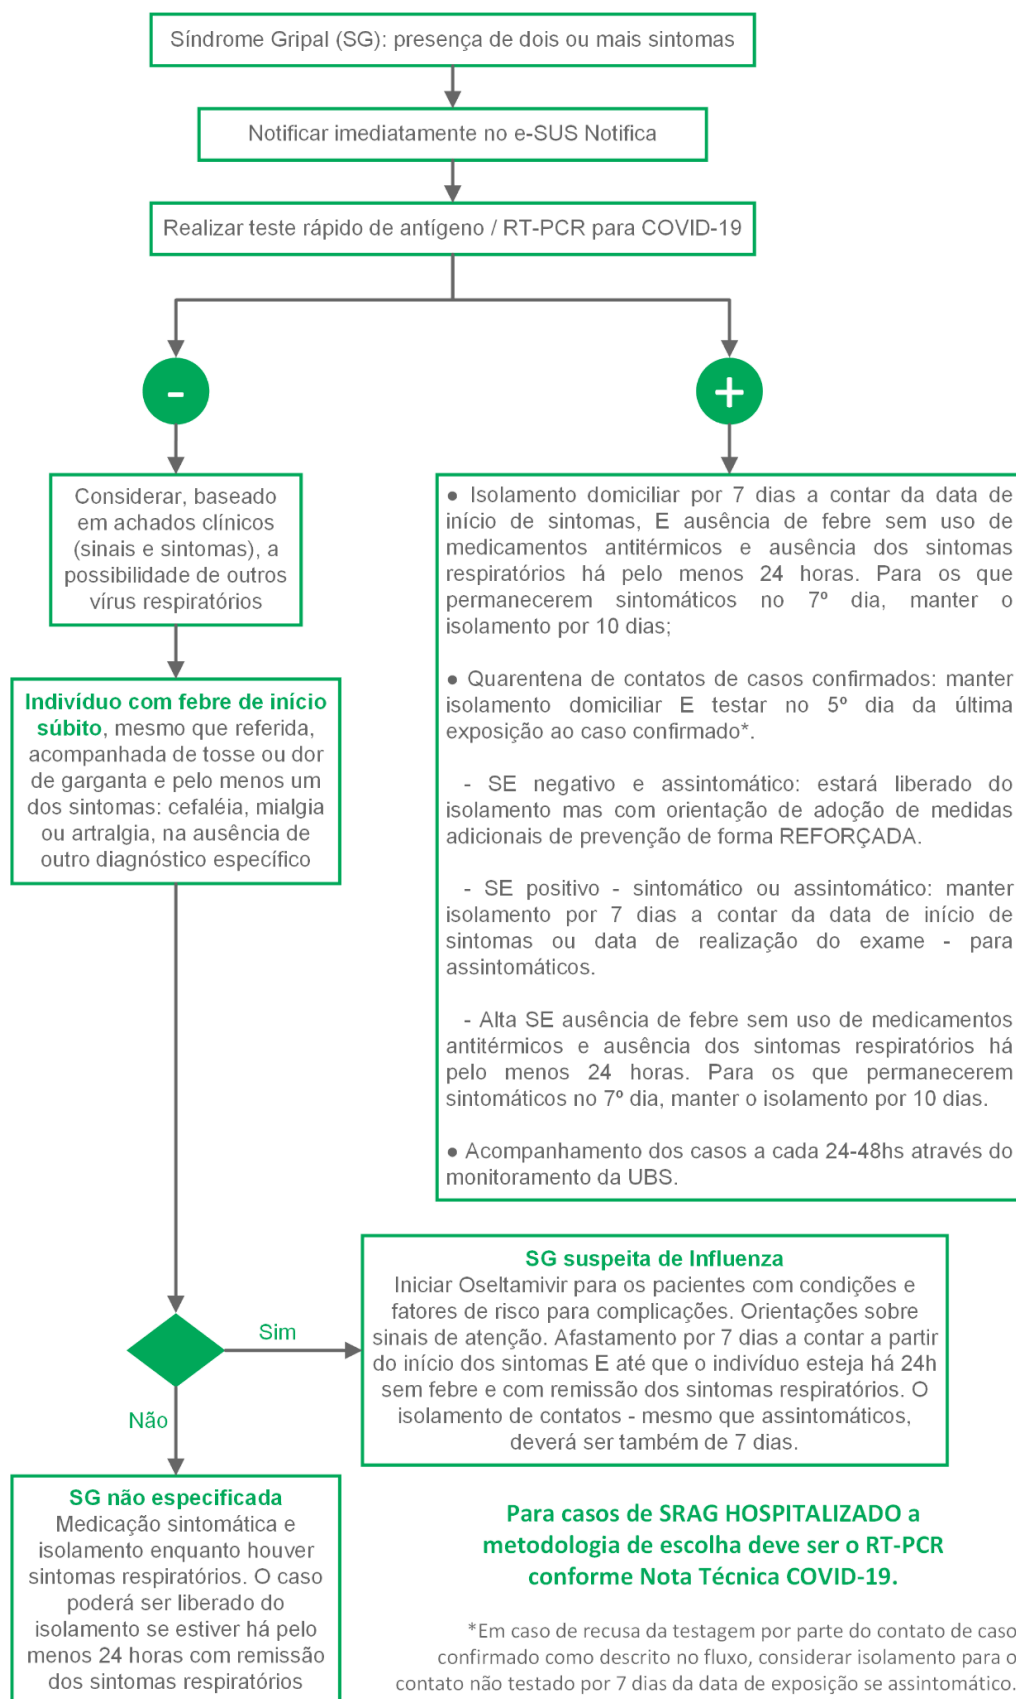 Síndrome Gripal (SG): presença de dois ou mais sintomas
Notificar imediatamente no e-SUS Notifica
Realizar teste rápido de antígeno / RT-PCR para COVID-19
-
+
Considerar, baseado
em achados clínicos
(sinais e sintomas), a
possibilidade de outros
vírus respiratórios
Indivíduo com febre de início
súbito, mesmo que referida,
acompanhada de tosse ou dor
de garganta e pelo menos um
dos sintomas: cefaléia, mialgia
ou artralgia, na ausência de
outro diagnóstico específico
● Isolamento domiciliar por 7 dias a contar da data de
início de sintomas, E ausência de febre sem uso de
medicamentos antitérmicos e ausência dos sintomas
respiratórios há pelo menos 24 horas. Para os que
permanecerem sintomáticos no 7º dia, manter o
isolamento por 10 dias;
● Quarentena de contatos de casos confirmados: manter
isolamento domiciliar E testar no 5º dia da última
exposição ao caso confirmado*.
- SE negativo e assintomático: estará liberado do
isolamento mas com orientação de adoção de medidas
adicionais de prevenção de forma REFORÇADA.
- SE positivo - sintomático ou assintomático: manter
isolamento por 7 dias a contar da data de início de
sintomas ou data de realização do exame - para
assintomáticos.
- Alta SE ausência de febre sem uso de medicamentos
antitérmicos e ausência dos sintomas respiratórios há
pelo menos 24 horas. Para os que permanecerem
sintomáticos no 7º dia, manter o isolamento por 10 dias.
● Acompanhamento dos casos a cada 24-48hs através do
monitoramento da UBS.
Sim
SG suspeita de Influenza
Iniciar Oseltamivir para os pacientes com condições e
fatores de risco para complicações. Orientações sobre
sinais de atenção. Afastamento por 7 dias a contar a partir
do início dos sintomas E até que o indivíduo esteja há 24h
sem febre e com remissão dos sintomas respiratórios. O
isolamento de contatos - mesmo que assintomáticos,
deverá ser também de 7 dias.
Não
SG não especificada
Medicação sintomática e
isolamento enquanto houver
sintomas respiratórios. O caso
poderá ser liberado do
isolamento se estiver há pelo
menos 24 horas com remissão
dos sintomas respiratórios
Para casos de SRAG HOSPITALIZADO a
metodologia de escolha deve ser o RT-PCR
conforme Nota Técnica COVID-19.
*Em caso de recusa da testagem por parte do contato de caso
confirmado como descrito no fluxo, considerar isolamento para o
contato não testado por 7 dias da data de exposição se assintomático.